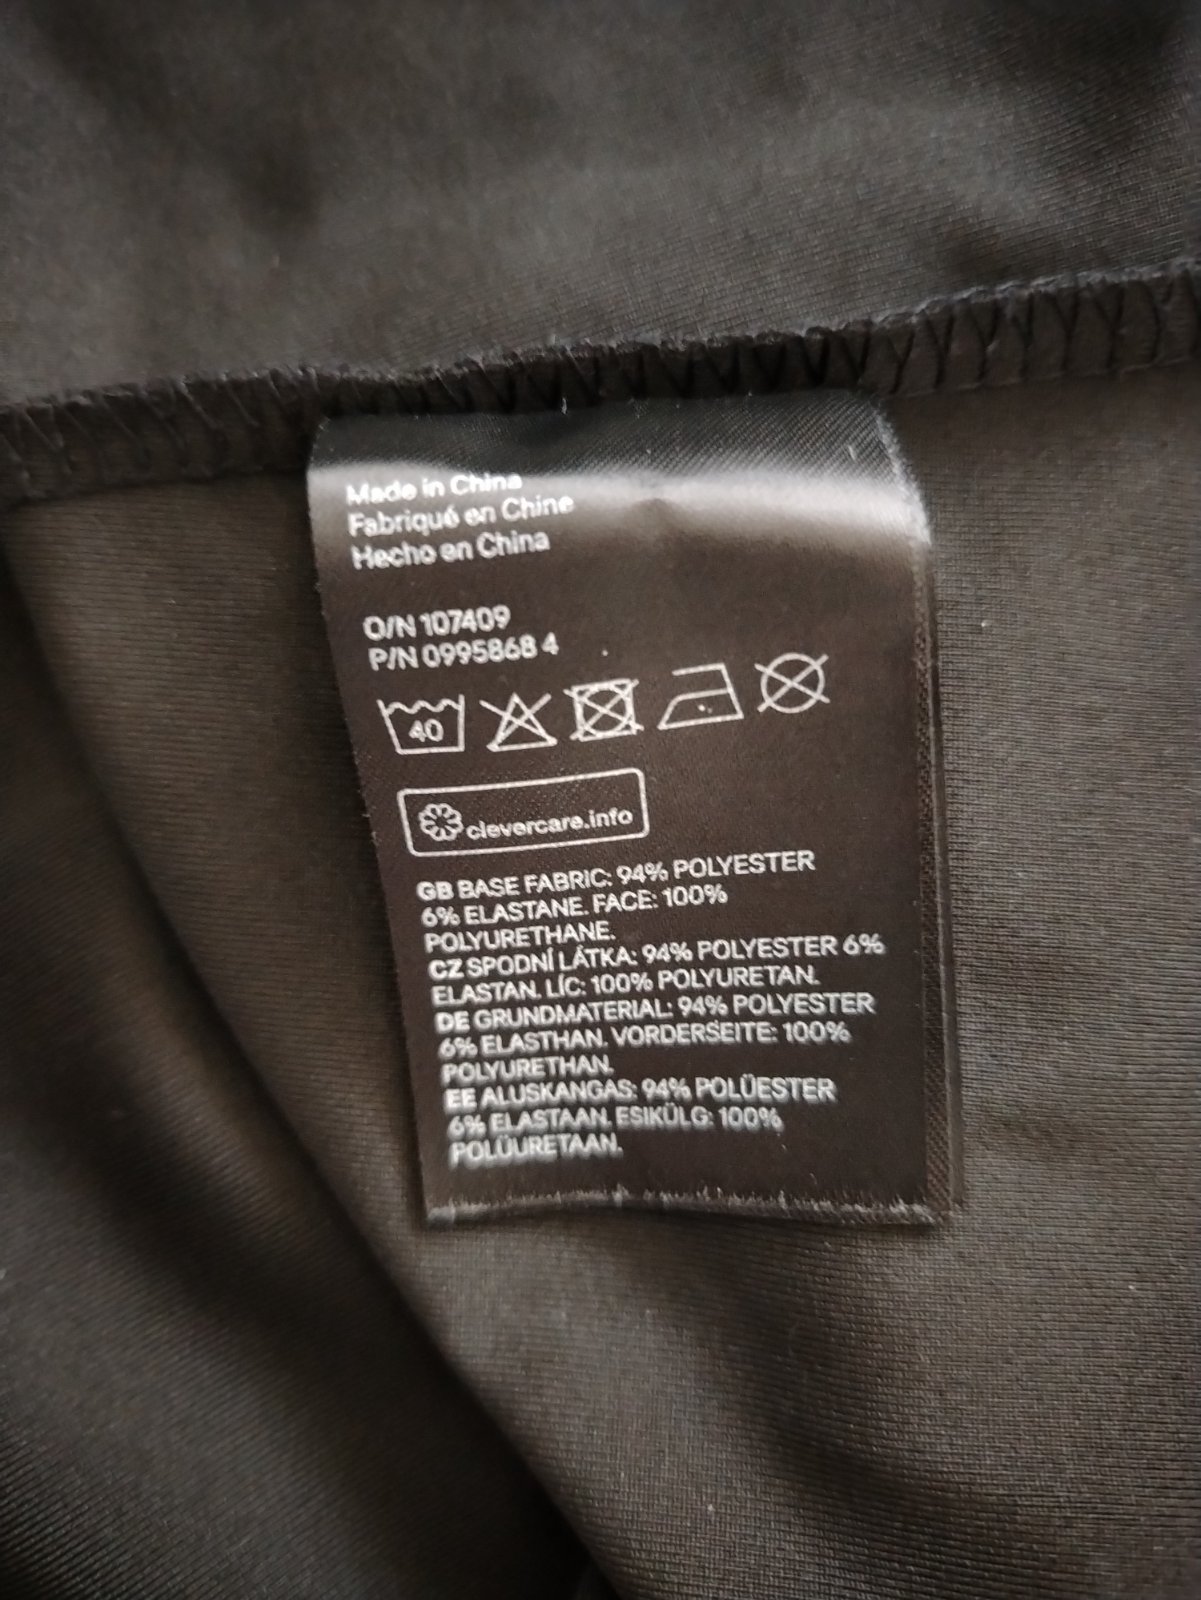 Made in China
Fabriqué en Chine
Hecho en China
O/N 107409
P/N 0995868 4
40
clevercare.info
GB BASE FABRIC: 94% POLYESTER
6% ELASTANE. FACE: 100%
POLYURETHANE.
CZ SPODNÍ LÁTKA: 94% POLYESTER 6%
ELASTAN. LÍC: 100% POLYURETAN.
DE GRUNDMATERIAL: 94% POLYESTER
6% ELASTHAN. VORDERSEITE: 100%
POLYURETHAN.
EE ALUSKANGAS: 94% POLÜESTER
6% ELASTAAN. ESIKÜLG: 100%
POLÜURETAAN.